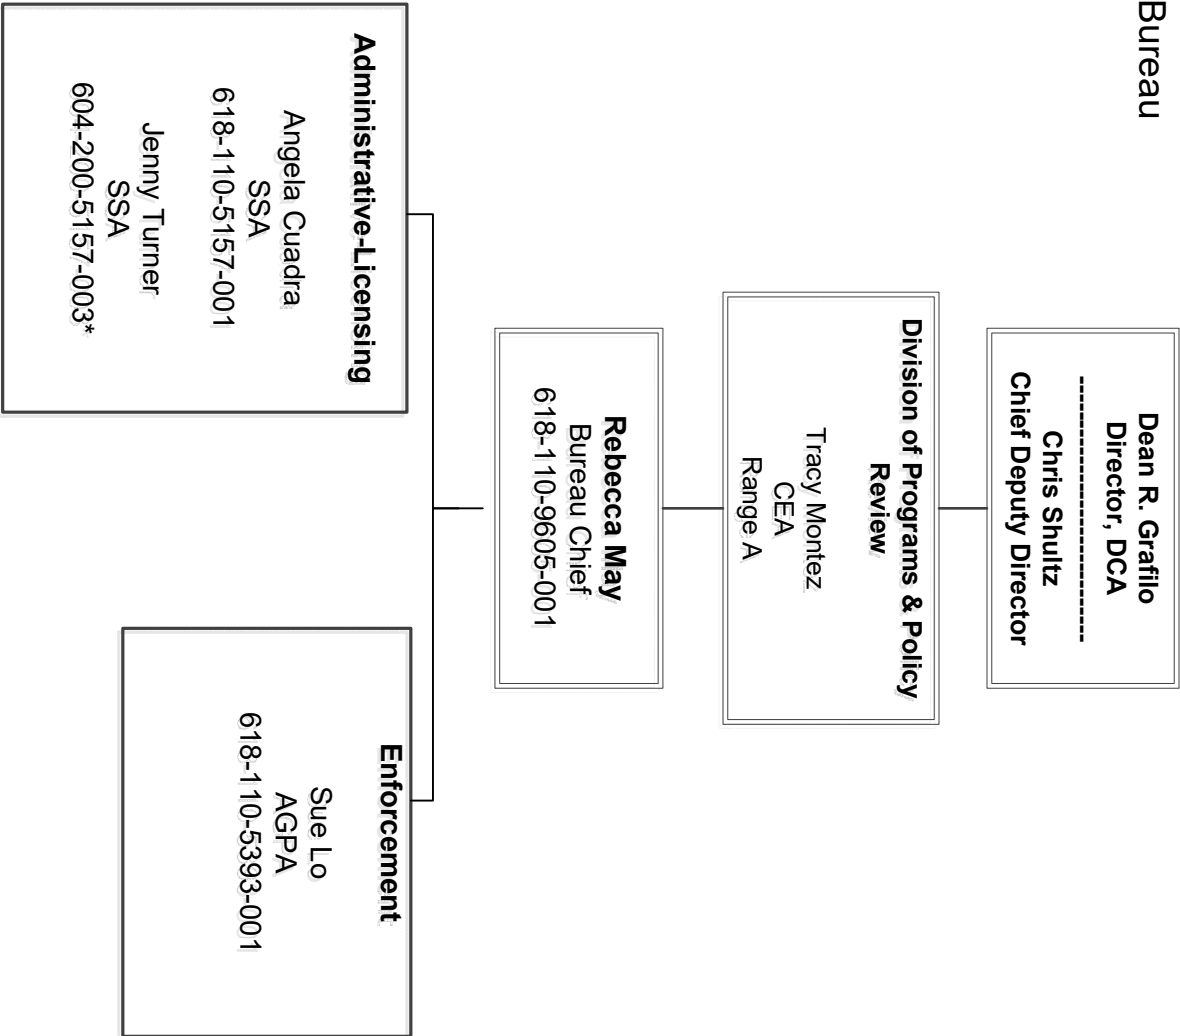 Bureau
Dean R. Grafilo
Director, DCA
------------------------------
Chris Shultz
Chief Deputy Director
Division of Programs & Policy
Review
Tracy Montez
CEA
Range A
Rebecca May
Bureau Chief
618-110-9605-001
Administrative-Licensing
Angela Cuadra
SSA
618-110-5157-001
Jenny Turner
SSA
604-200-5157-003*
Enforcement
Sue Lo
AGPA
618-110-5393-001